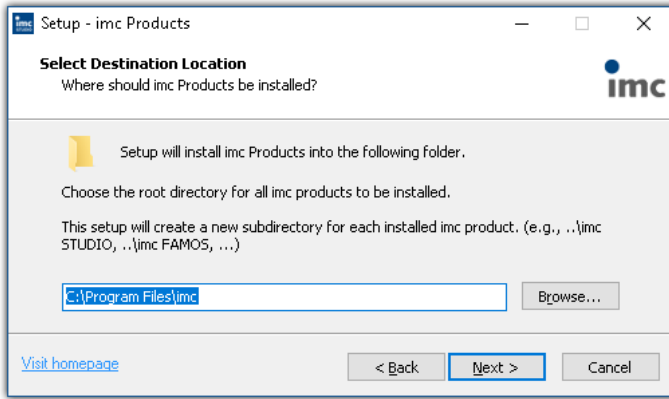 imc STUDIO Setup - imc Products
Select Destination Location
Where should imc Products be installed?
imc
Setup will install imc Products into the following folder.
Choose the root directory for all imc products to be installed.
This setup will create a new subdirectory for each installed imc product. (e.g., ..\imc
STUDIO, ..\imc FAMOS, ...)
C:\Program Files\imc
Browse...
Visit homepage
< Back
Next >
Cancel